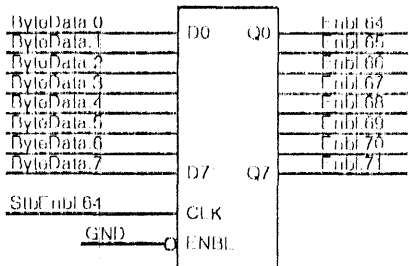 ByteData.0 D0 Q0 Enbl.64
ByteData.1 Enbl.65
ByteData.2 Enbl.66
ByteData.3 Enbl.67
ByteData.4 Enbl.68
ByteData.5 Enbl.69
ByteData.6 Enbl.70
ByteData.7 D7 Q7 Enbl.71
StbEnbl.64 CLK
GND ENBL